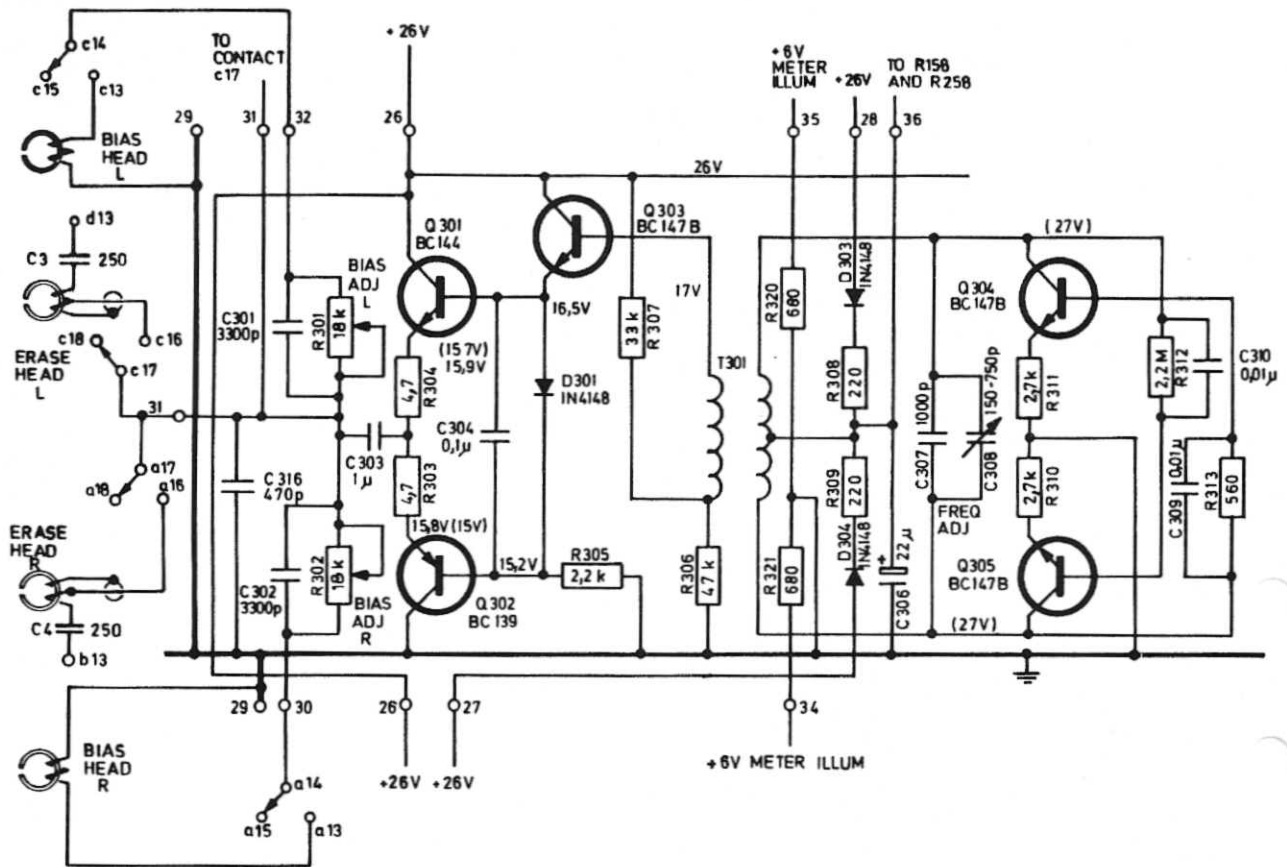 c14
c15
c13
BIAS
HEAD
L
TO
CONTACT
c17
+26V
+6V
METER
ILLUM
+26V
TO R158
AND R258
29
31
32
26
35
28
36
26V
d13
C3
250
c16
c18
c17
ERASE
HEAD
L
31
a17
a18
a16
ERASE
HEAD
R
C4
250
b13
C301
3300p
R301
18k
BIAS
ADJ
L
Q301
BC144
Q303
BC147B
16,5V
(15 7V)
15,9V
4,7
R304
C303
1µ
4,7
R303
C304
0,1µ
D301
IN4148
33k
R307
17V
T301
C316
470p
C302
3300p
R302
18k
BIAS
ADJ
R
15,8V(15V)
15,2V
Q302
BC139
R305
2,2 k
R306
47 k
R320
680
R321
680
D303
IN4148
R308
220
R309
220
D304
IN4148
22µ
+
C306
(27V)
Q304
BC147B
1000p
C307
150-750p
C308
FREQ
ADJ
2,7k
R311
2,7k
R310
2,2M
R312
C310
0,01µ
0,01µ
C309
R313
560
Q305
BC147B
(27V)
29
30
26
27
34
BIAS
HEAD
R
a14
a15
a13
+26V
+26V
+6V METER ILLUM